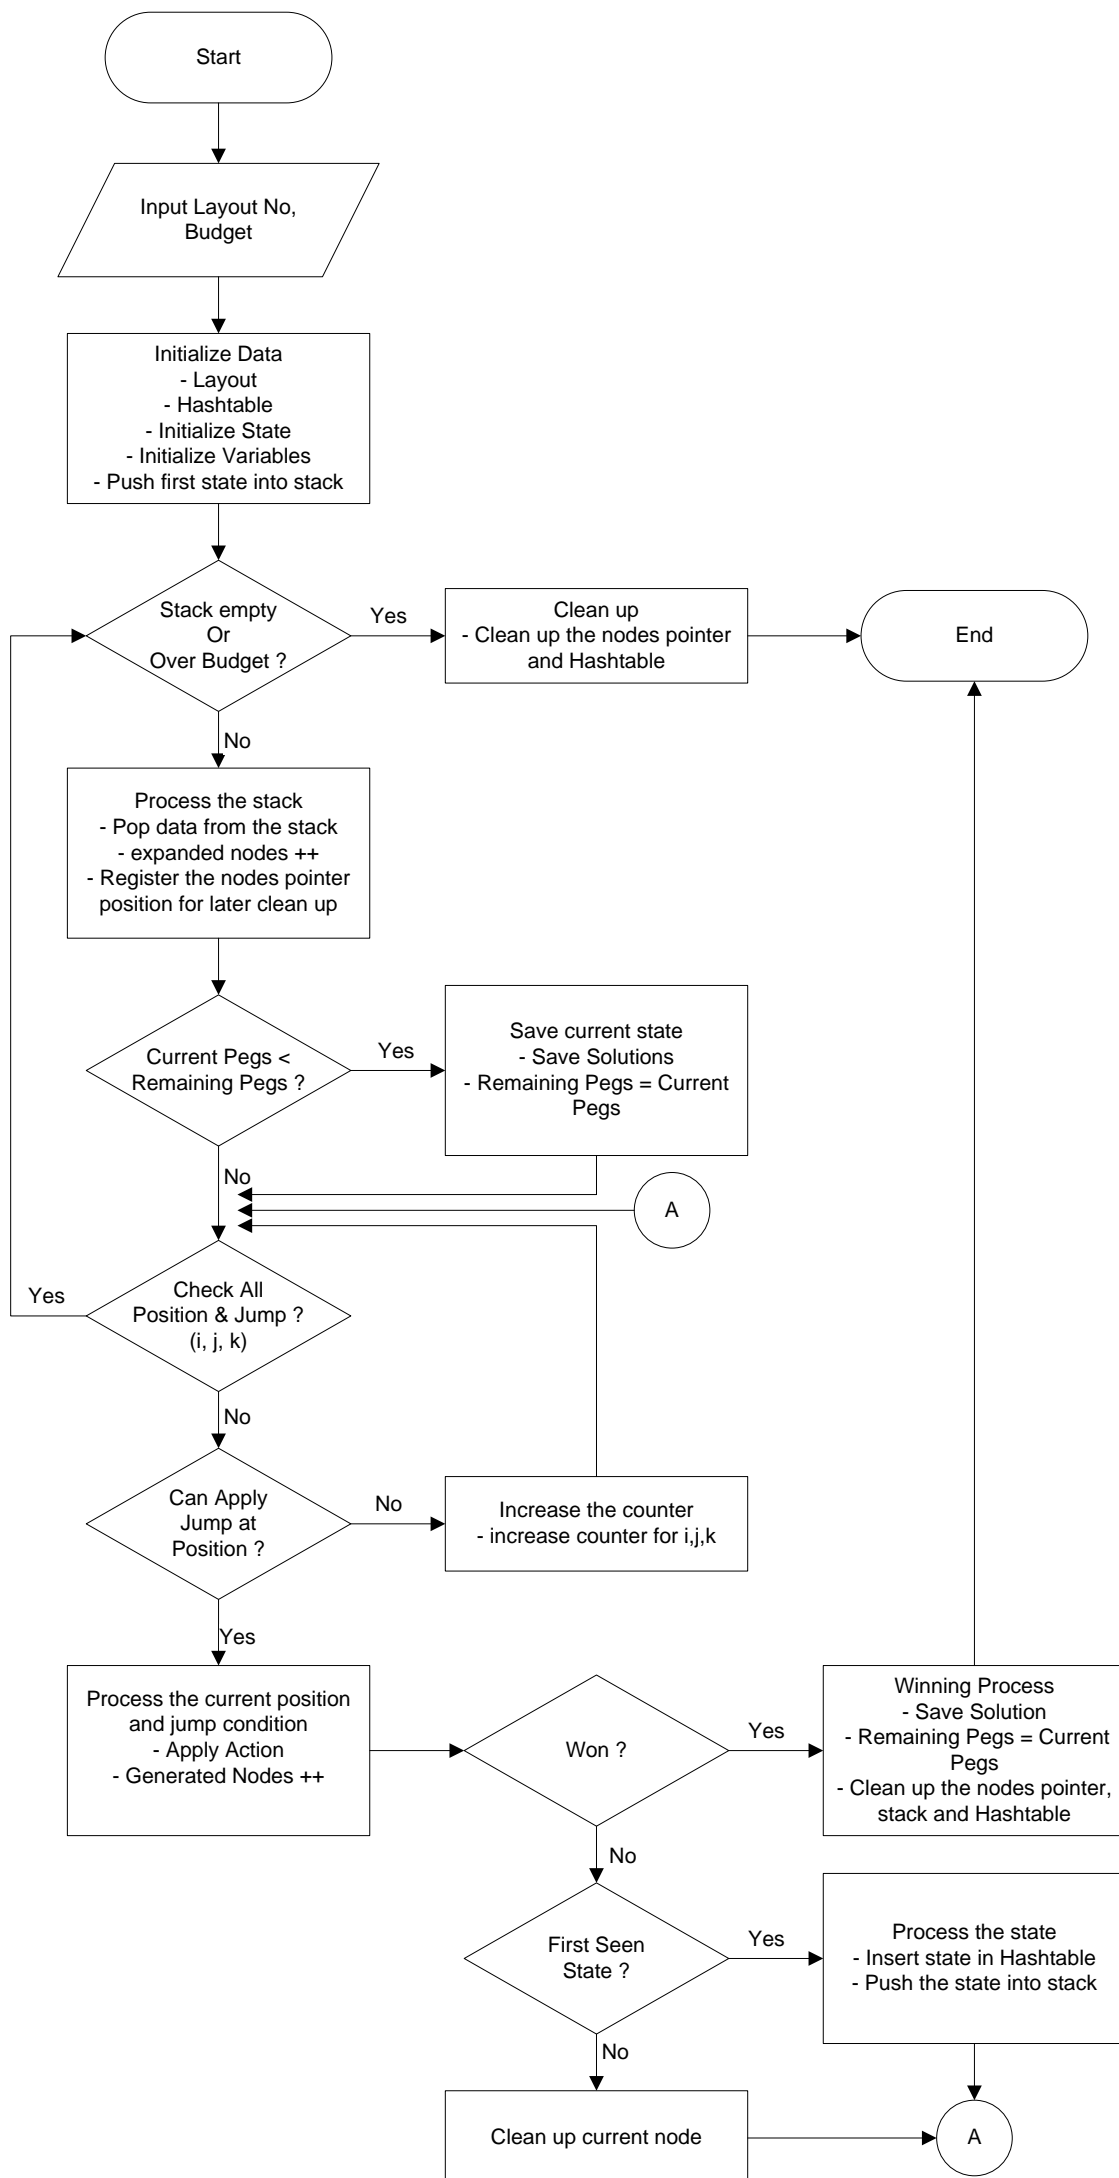 Start
Input Layout No,
Budget
Initialize Data
- Layout
- Hashtable
- Initialize State
- Initialize Variables
- Push first state into stack
Stack empty
Or
Over Budget ?
Yes
Clean up
- Clean up the nodes pointer
and Hashtable
End
No
Process the stack
- Pop data from the stack
- expanded nodes ++
- Register the nodes pointer
position for later clean up
Current Pegs <
Remaining Pegs ?
Yes
Save current state
- Save Solutions
- Remaining Pegs = Current
Pegs
No
A
Check All
Position & Jump ?
(i, j, k)
Yes
No
Can Apply
Jump at
Position ?
No
Increase the counter
- increase counter for i,j,k
Yes
Process the current position
and jump condition
- Apply Action
- Generated Nodes ++
Won ?
Yes
Winning Process
- Save Solution
- Remaining Pegs = Current
Pegs
- Clean up the nodes pointer,
stack and Hashtable
No
First Seen
State ?
Yes
Process the state
- Insert state in Hashtable
- Push the state into stack
No
Clean up current node
A